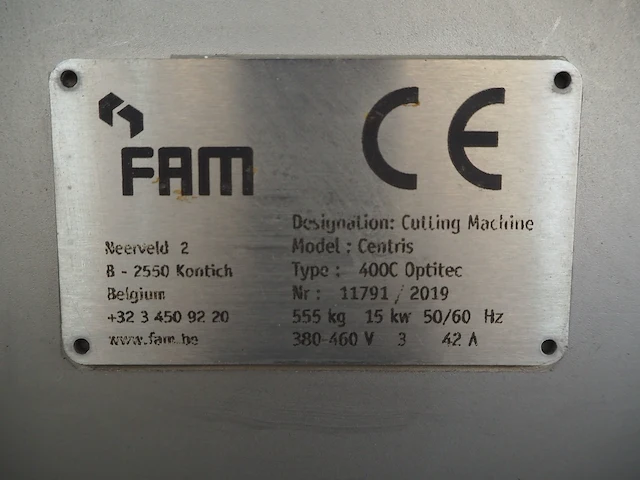 FAM
CE
Neerveld 2
B - 2550 Kontich
Belgium
+32 3 450 92 20
www.fam.be
Designation: Cutting Machine
Model : Centris
Type : 400C Optitec
Nr : 11791 / 2019
555 kg 15 kw 50/60 Hz
380-460 V 3 42 A